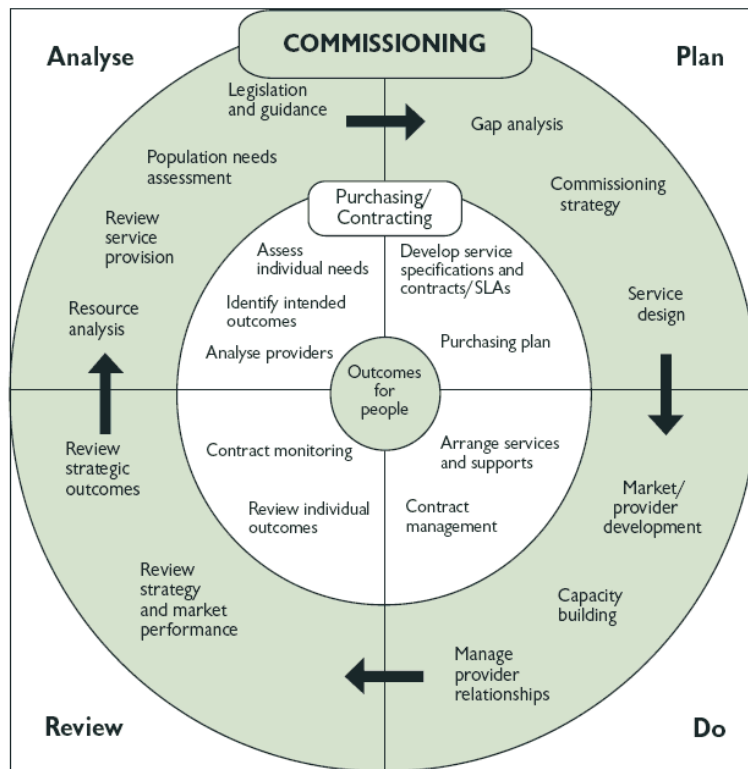 COMMISSIONING
Analyse
Plan
Legislation
and guidance
Gap analysis
Population needs
assessment
Commissioning
strategy
Purchasing/
Contracting
Review
service
provision
Assess
individual needs
Develop service
specifications and
contracts/SLAs
Resource
analysis
Identify intended
outcomes
Service
design
Analyse providers
Purchasing plan
Outcomes
for
people
Review
strategic
outcomes
Contract monitoring
Arrange services
and supports
Review individual
outcomes
Contract
management
Market/
provider
development
Review
strategy
and market
performance
Capacity
building
Manage
provider
relationships
Review
Do